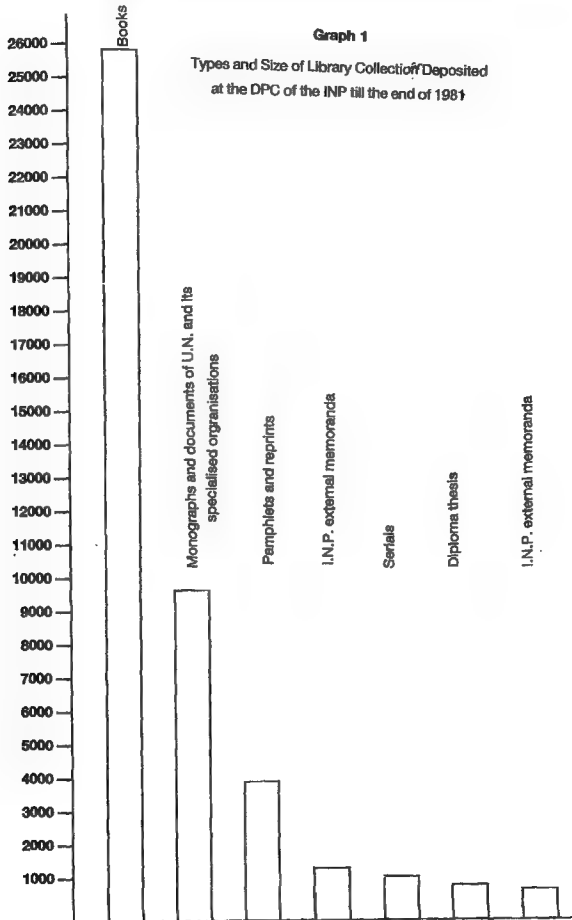 Graph 1
Types and Size of Library Collection Deposited
at the DPC of the INP till the end of 1981
26000
25000
24000
23000
22000
21000
20000
19000
18000
17000
16000
15000
14000
13000
12000
11000
10000
9000
8000
7000
6000
5000
4000
3000
2000
1000
Books
Monographs and documents of U.N. and its
specialised orgranisations
Pamphlets and reprints
I.N.P. external memoranda
Serials
Diploma thesis
I.N.P. external memoranda